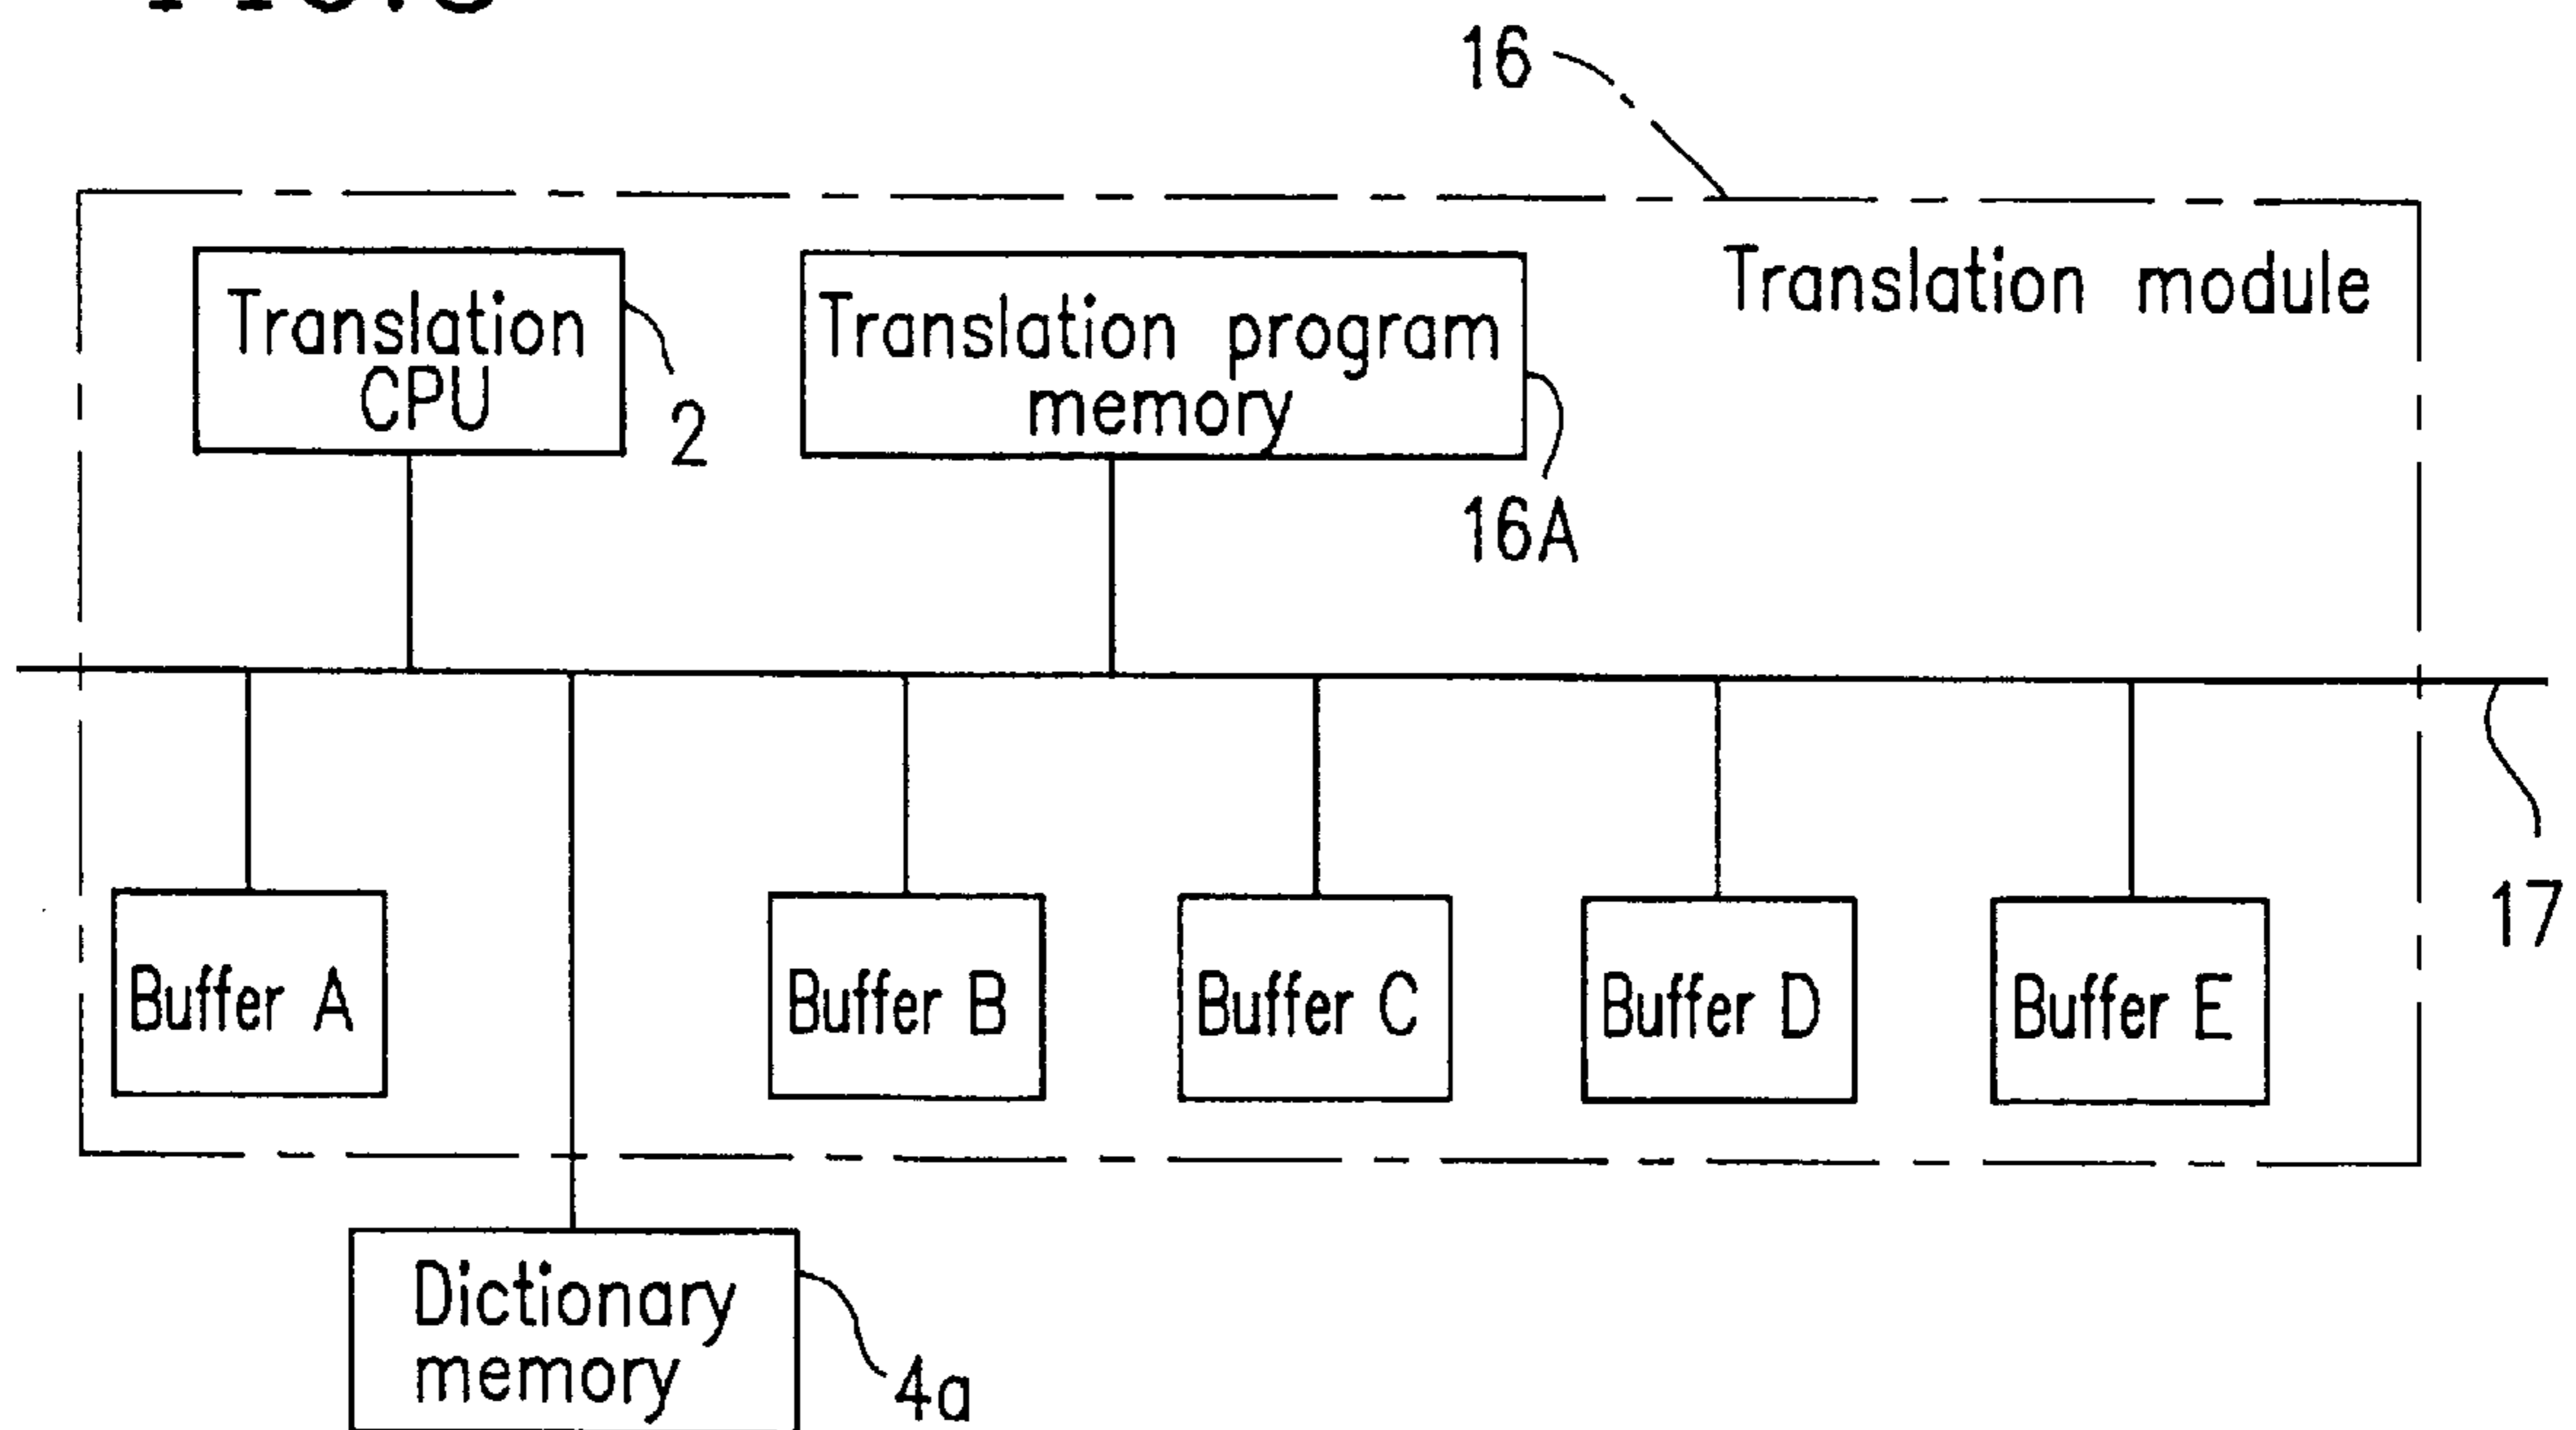 16
Translation module
Translation
CPU
2
Translation program
memory
16A
17
Buffer A
Buffer B
Buffer C
Buffer D
Buffer E
Dictionary
memory
4a